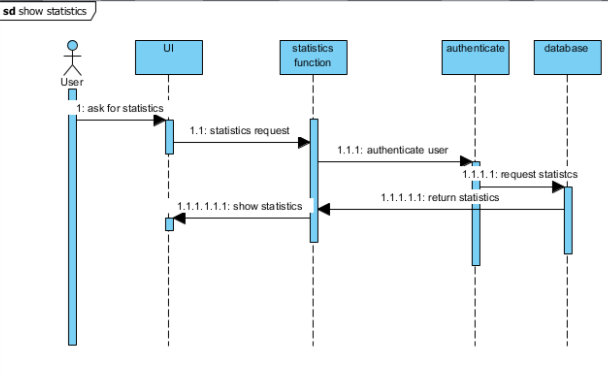 sd show statistics
UI
statistics
function
authenticate
database
User
1: ask for statistics
1.1: statistics request
1.1.1: authenticate user
1.1.1.1: request statistcs
1.1.1.1.1: return statistics
1.1.1.1.1.1: show statistics